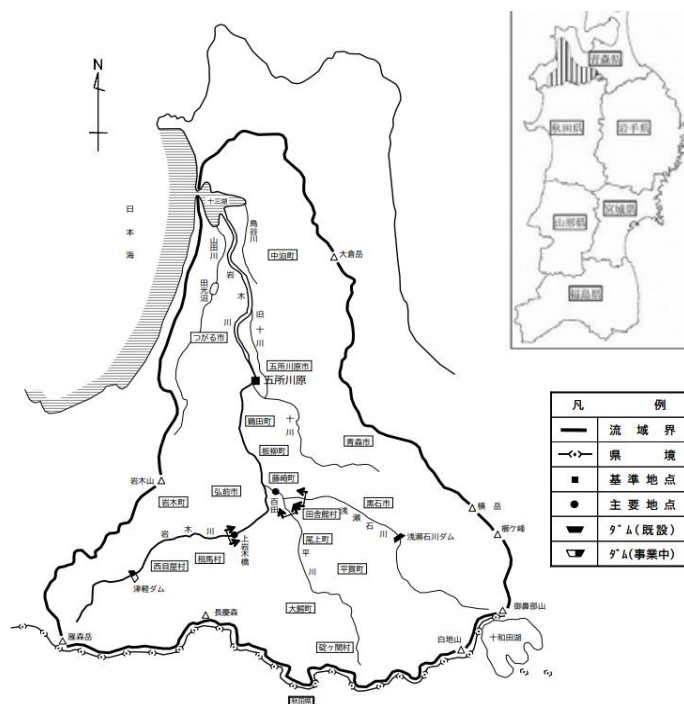 N
日本海
十三湖
鳥谷川
山田川
岩木川
中泊町
大倉岳
田光沼
旧十川
つがる市
五所川原市
五所川原
鶴田町
十川
板柳町
青森市
岩木山
藤崎町
弘前市
岩木町
百田
田舎館村
浅瀬石川
黒石市
横岳
櫛ケ峰
岩木川
上岩木橋
尾上町
浅瀬石川ダム
相馬村
西目屋村
平川
平賀町
津軽ダム
大鰐町
長慶森
御鼻部山
雁森岳
碇ヶ関村
白地山
十和田湖
秋田県
青森県
秋田県
岩手県
山形県
宮城県
福島県
凡 例
流域界
県境
基準地点
主要地点
ダム(既設)
ダム(事業中)